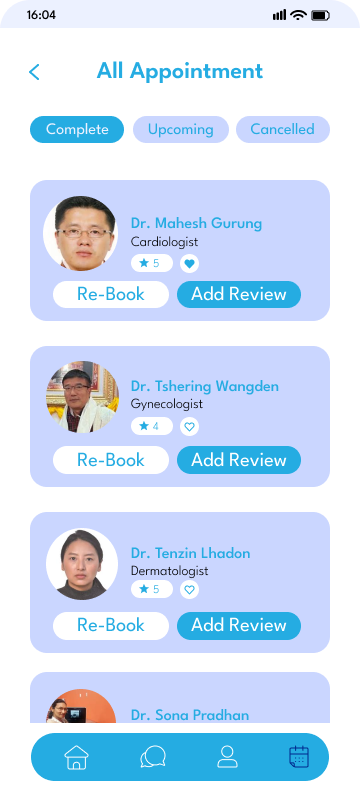 16:04
All Appointment
Complete
Upcoming
Cancelled
Dr. Mahesh Gurung
Cardiologist
5
Re-Book
Add Review
Dr. Tshering Wangden
Gynecologist
4
Re-Book
Add Review
Dr. Tenzin Lhadon
Dermatologist
5
Re-Book
Add Review
Dr. Sona Pradhan